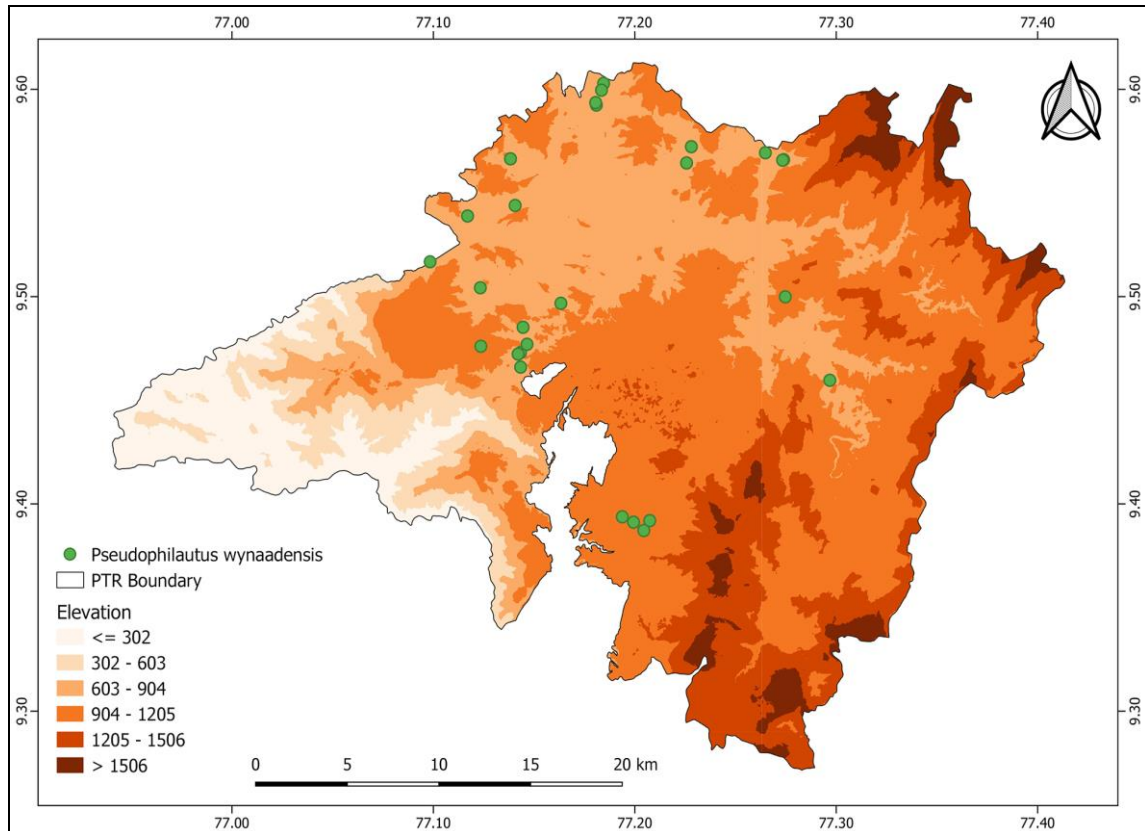 77.00 77.10 77.20 77.30 77.40
9.60 9.60
9.50 9.50
9.40 9.40
9.30 9.30
Pseudophilautus wynaadensis
PTR Boundary
Elevation
<= 302
302 - 603
603 - 904
904 - 1205
1205 - 1506
> 1506
0 5 10 15 20 km
77.00 77.10 77.20 77.30 77.40